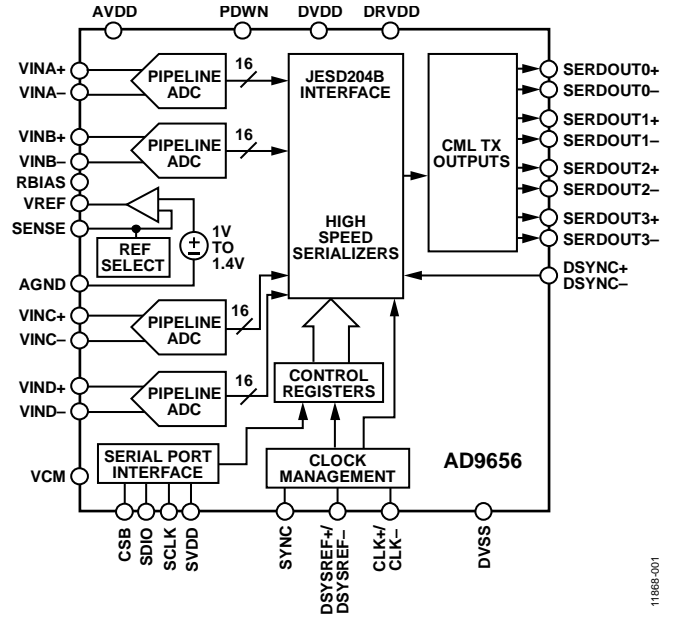 AVDD
PDWN
DVDD
DRVDD
VINA+
VINA–
PIPELINE
ADC
16
VINB+
VINB–
PIPELINE
ADC
16
RBIAS
VREF
SENSE
REF
SELECT
1V
TO
1.4V
AGND
VINC+
VINC–
PIPELINE
ADC
16
VIND+
VIND–
PIPELINE
ADC
16
JESD204B
INTERFACE
HIGH
SPEED
SERIALIZERS
CML TX
OUTPUTS
SERDOUT0+
SERDOUT0–
SERDOUT1+
SERDOUT1–
SERDOUT2+
SERDOUT2–
SERDOUT3+
SERDOUT3–
DSYNC+
DSYNC–
CONTROL
REGISTERS
SERIAL PORT
INTERFACE
CLOCK
MANAGEMENT
AD9656
VCM
CSB
SDIO
SCLK
SVDD
SYNC
DSYSREF+/
DSYSREF–
CLK+/
CLK–
DVSS
11868-001